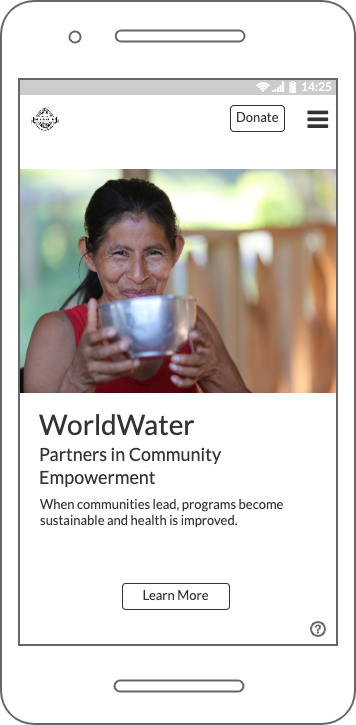 14:25
Donate
WorldWater
Partners in Community
Empowerment
When communities lead, programs become
sustainable and health is improved.
Learn More
?